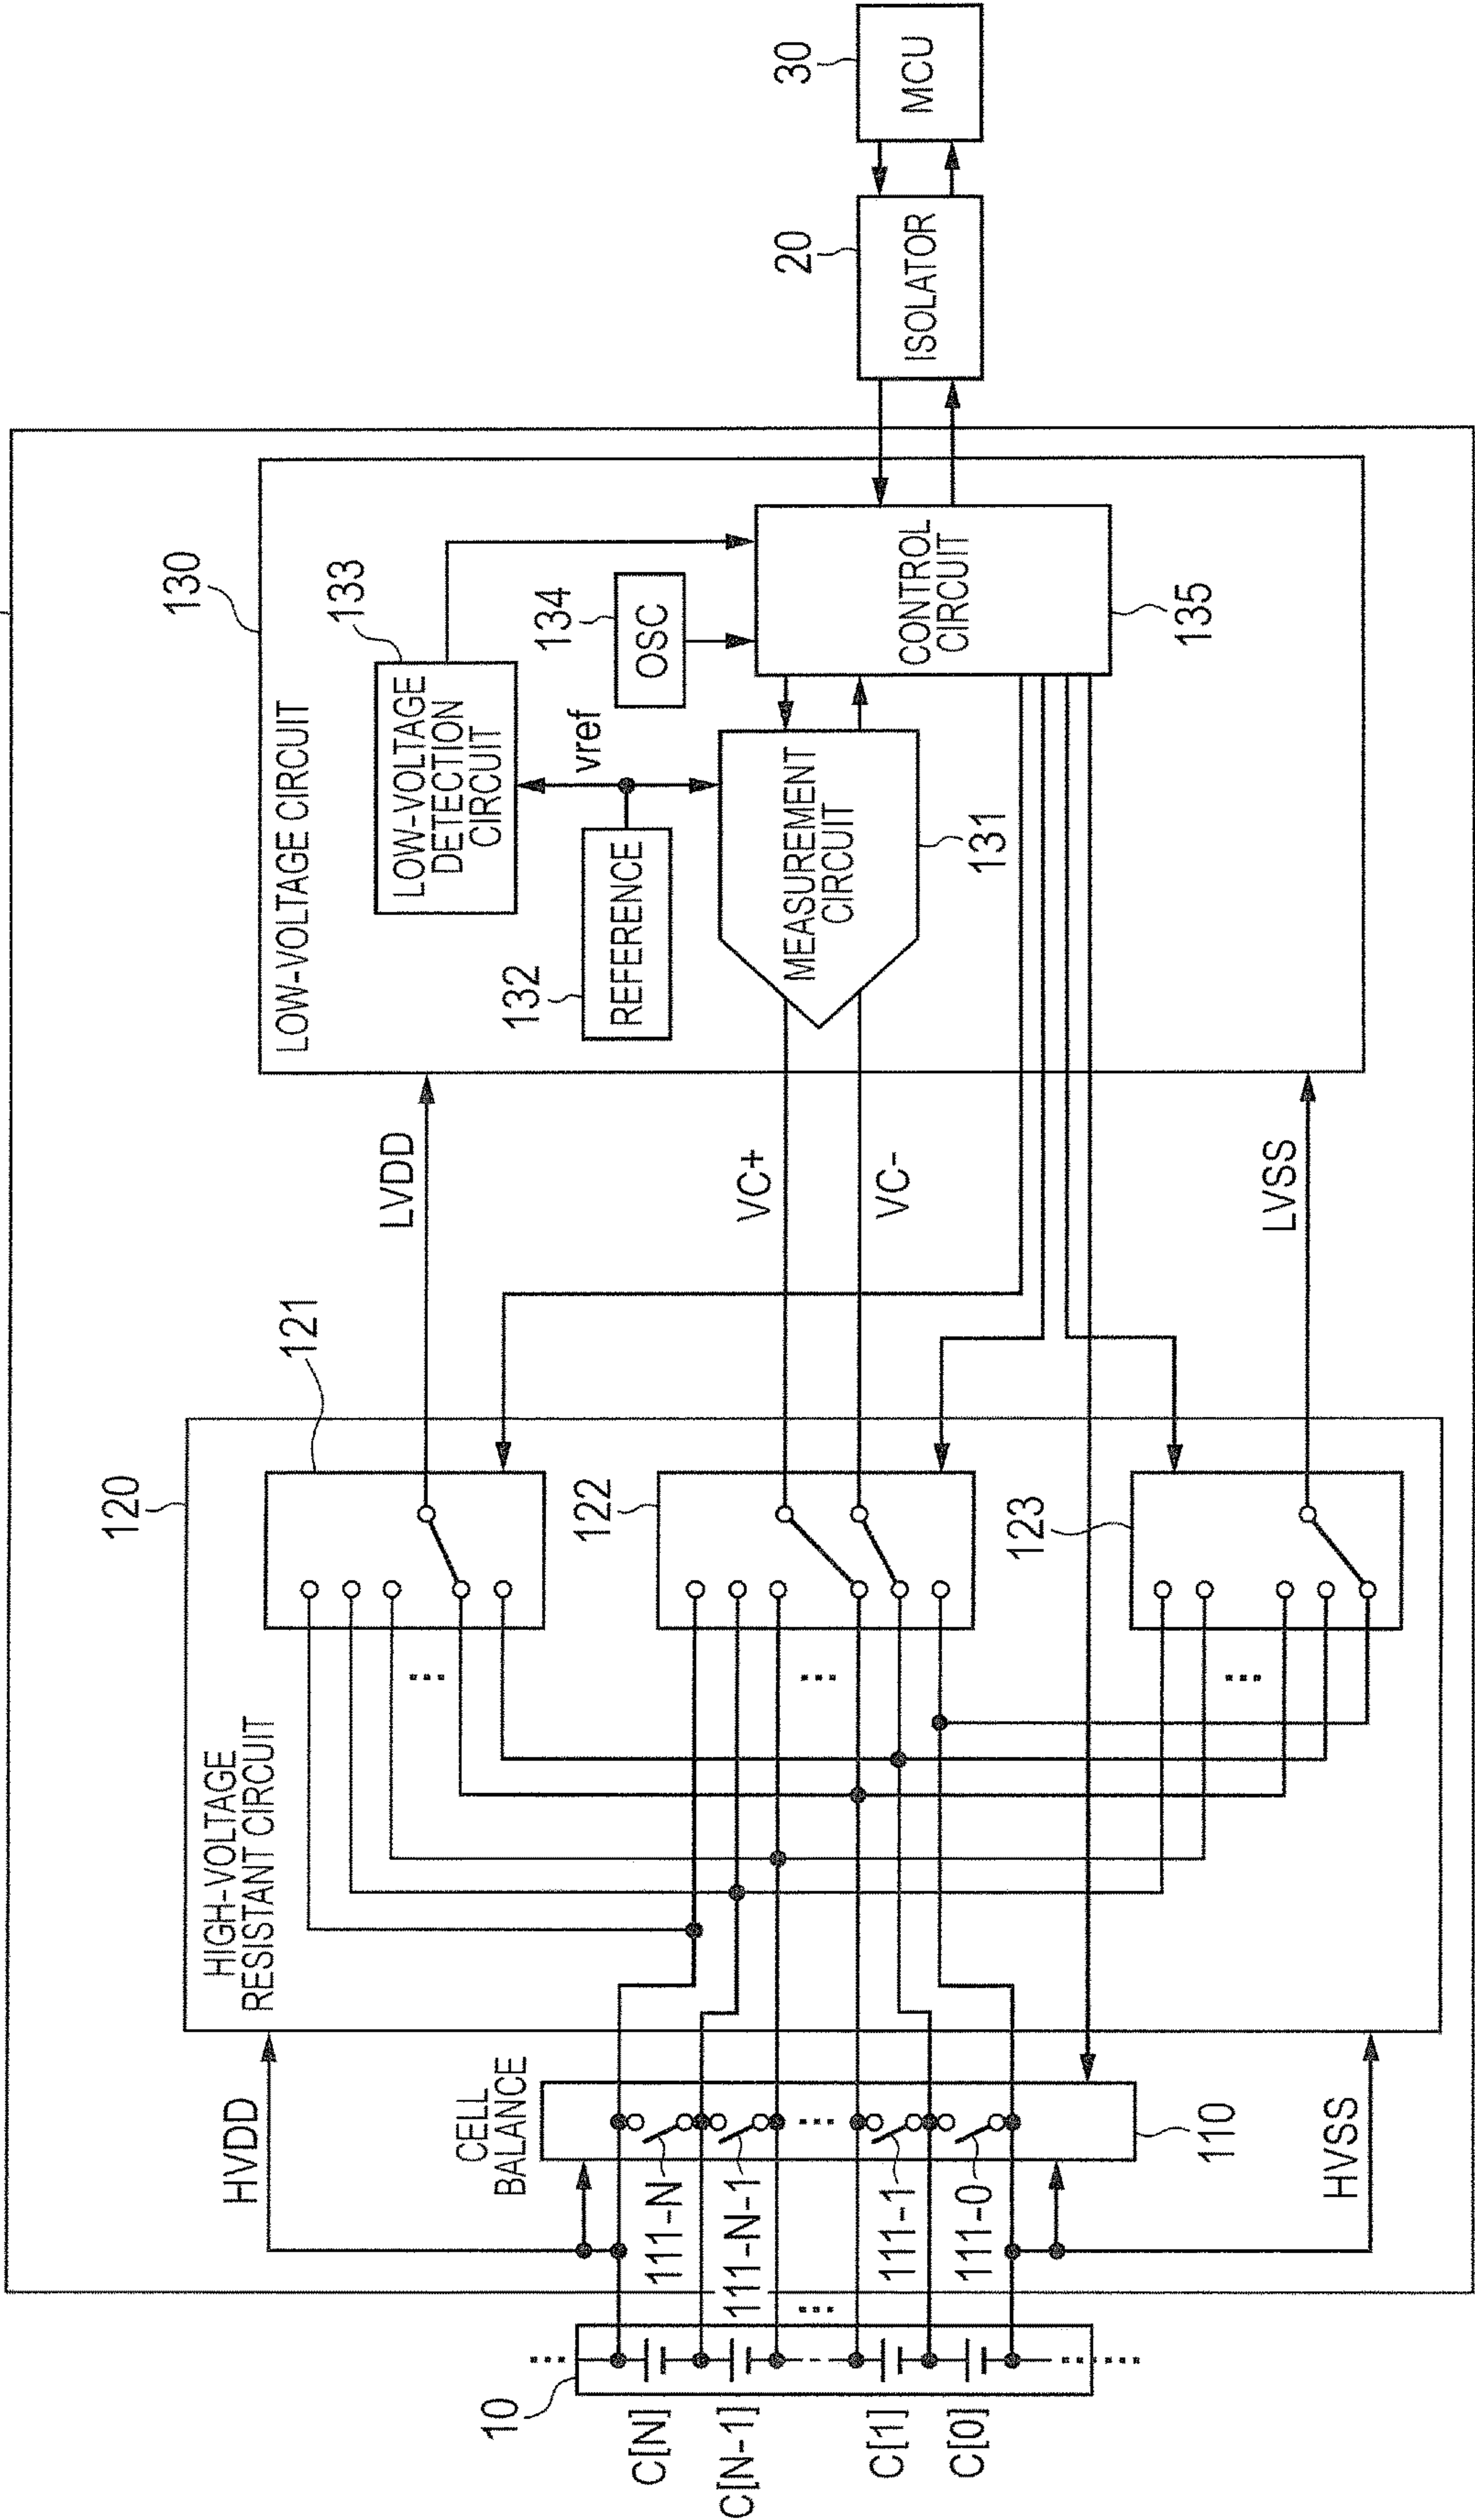 10
C[N]
C[N-1]
C[1]
C[0]
HVDD
HVSS
CELL
BALANCE
110
111-N
111-N-1
111-1
111-0
120
HIGH-VOLTAGE
RESISTANT CIRCUIT
121
122
123
LVDD
VC+
VC-
LVSS
130
LOW-VOLTAGE CIRCUIT
133
LOW-VOLTAGE
DETECTION
CIRCUIT
132
REFERENCE
vref
134
OSC
MEASUREMENT
CIRCUIT
131
CONTROL
CIRCUIT
135
20
ISOLATOR
30
MCU